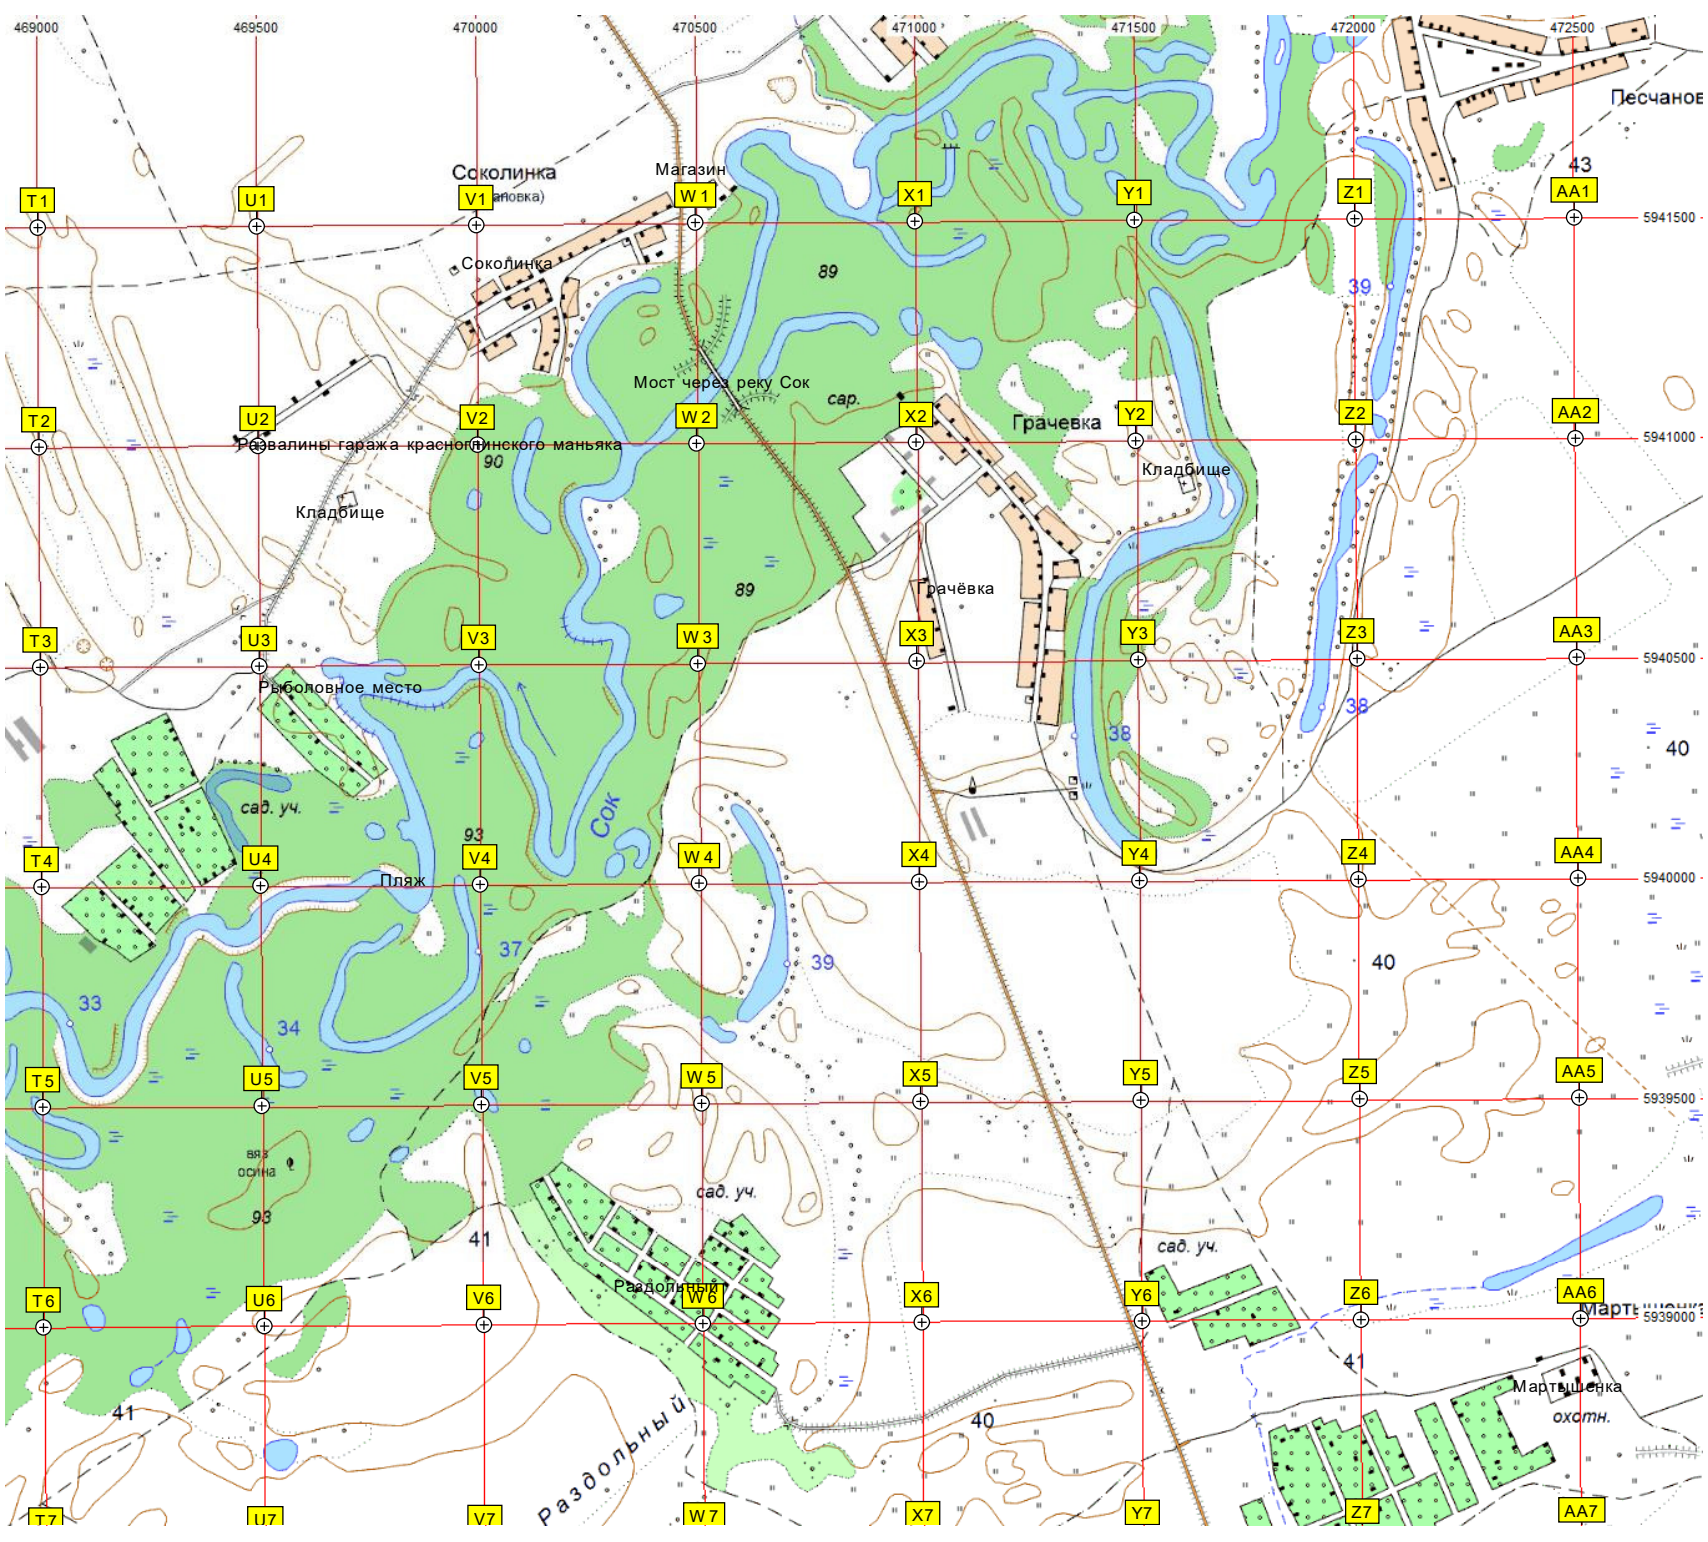 469000 469500 470000 470500 471000 471500 472000 472500
Песчанов
43
Соколинка
Магазин
T1 U1 V1 W1 X1 Y1 Z1 AA1
ановка)
5941500
Соколинка
89
39
Мост через реку Сок
сар.
T2 U2 V2 W2 X2 Y2 Z2 AA2
Грачевка
5941000
Развалины гаража красноглинского маньяка
90
Кладбище
Кладбище
89
Грачёвка
T3 U3 V3 W3 X3 Y3 Z3 AA3
5940500
Рыболовное место
38
38
40
сад. уч.
Сок
93
T4 U4 V4 W4 X4 Y4 Z4 AA4
5940000
Пляж
37
39
40
33
34
T5 U5 V5 W5 X5 Y5 Z5 AA5
5939500
вяз
осина
93
сад. уч.
41
сад. уч.
Раздольный
T6 U6 V6 W6 X6 Y6 Z6 AA6
Мартышенка
5939000
41
Мартышенка
охотн.
41
40
Раздольный
T7 U7 V7 W7 X7 Y7 Z7 AA7